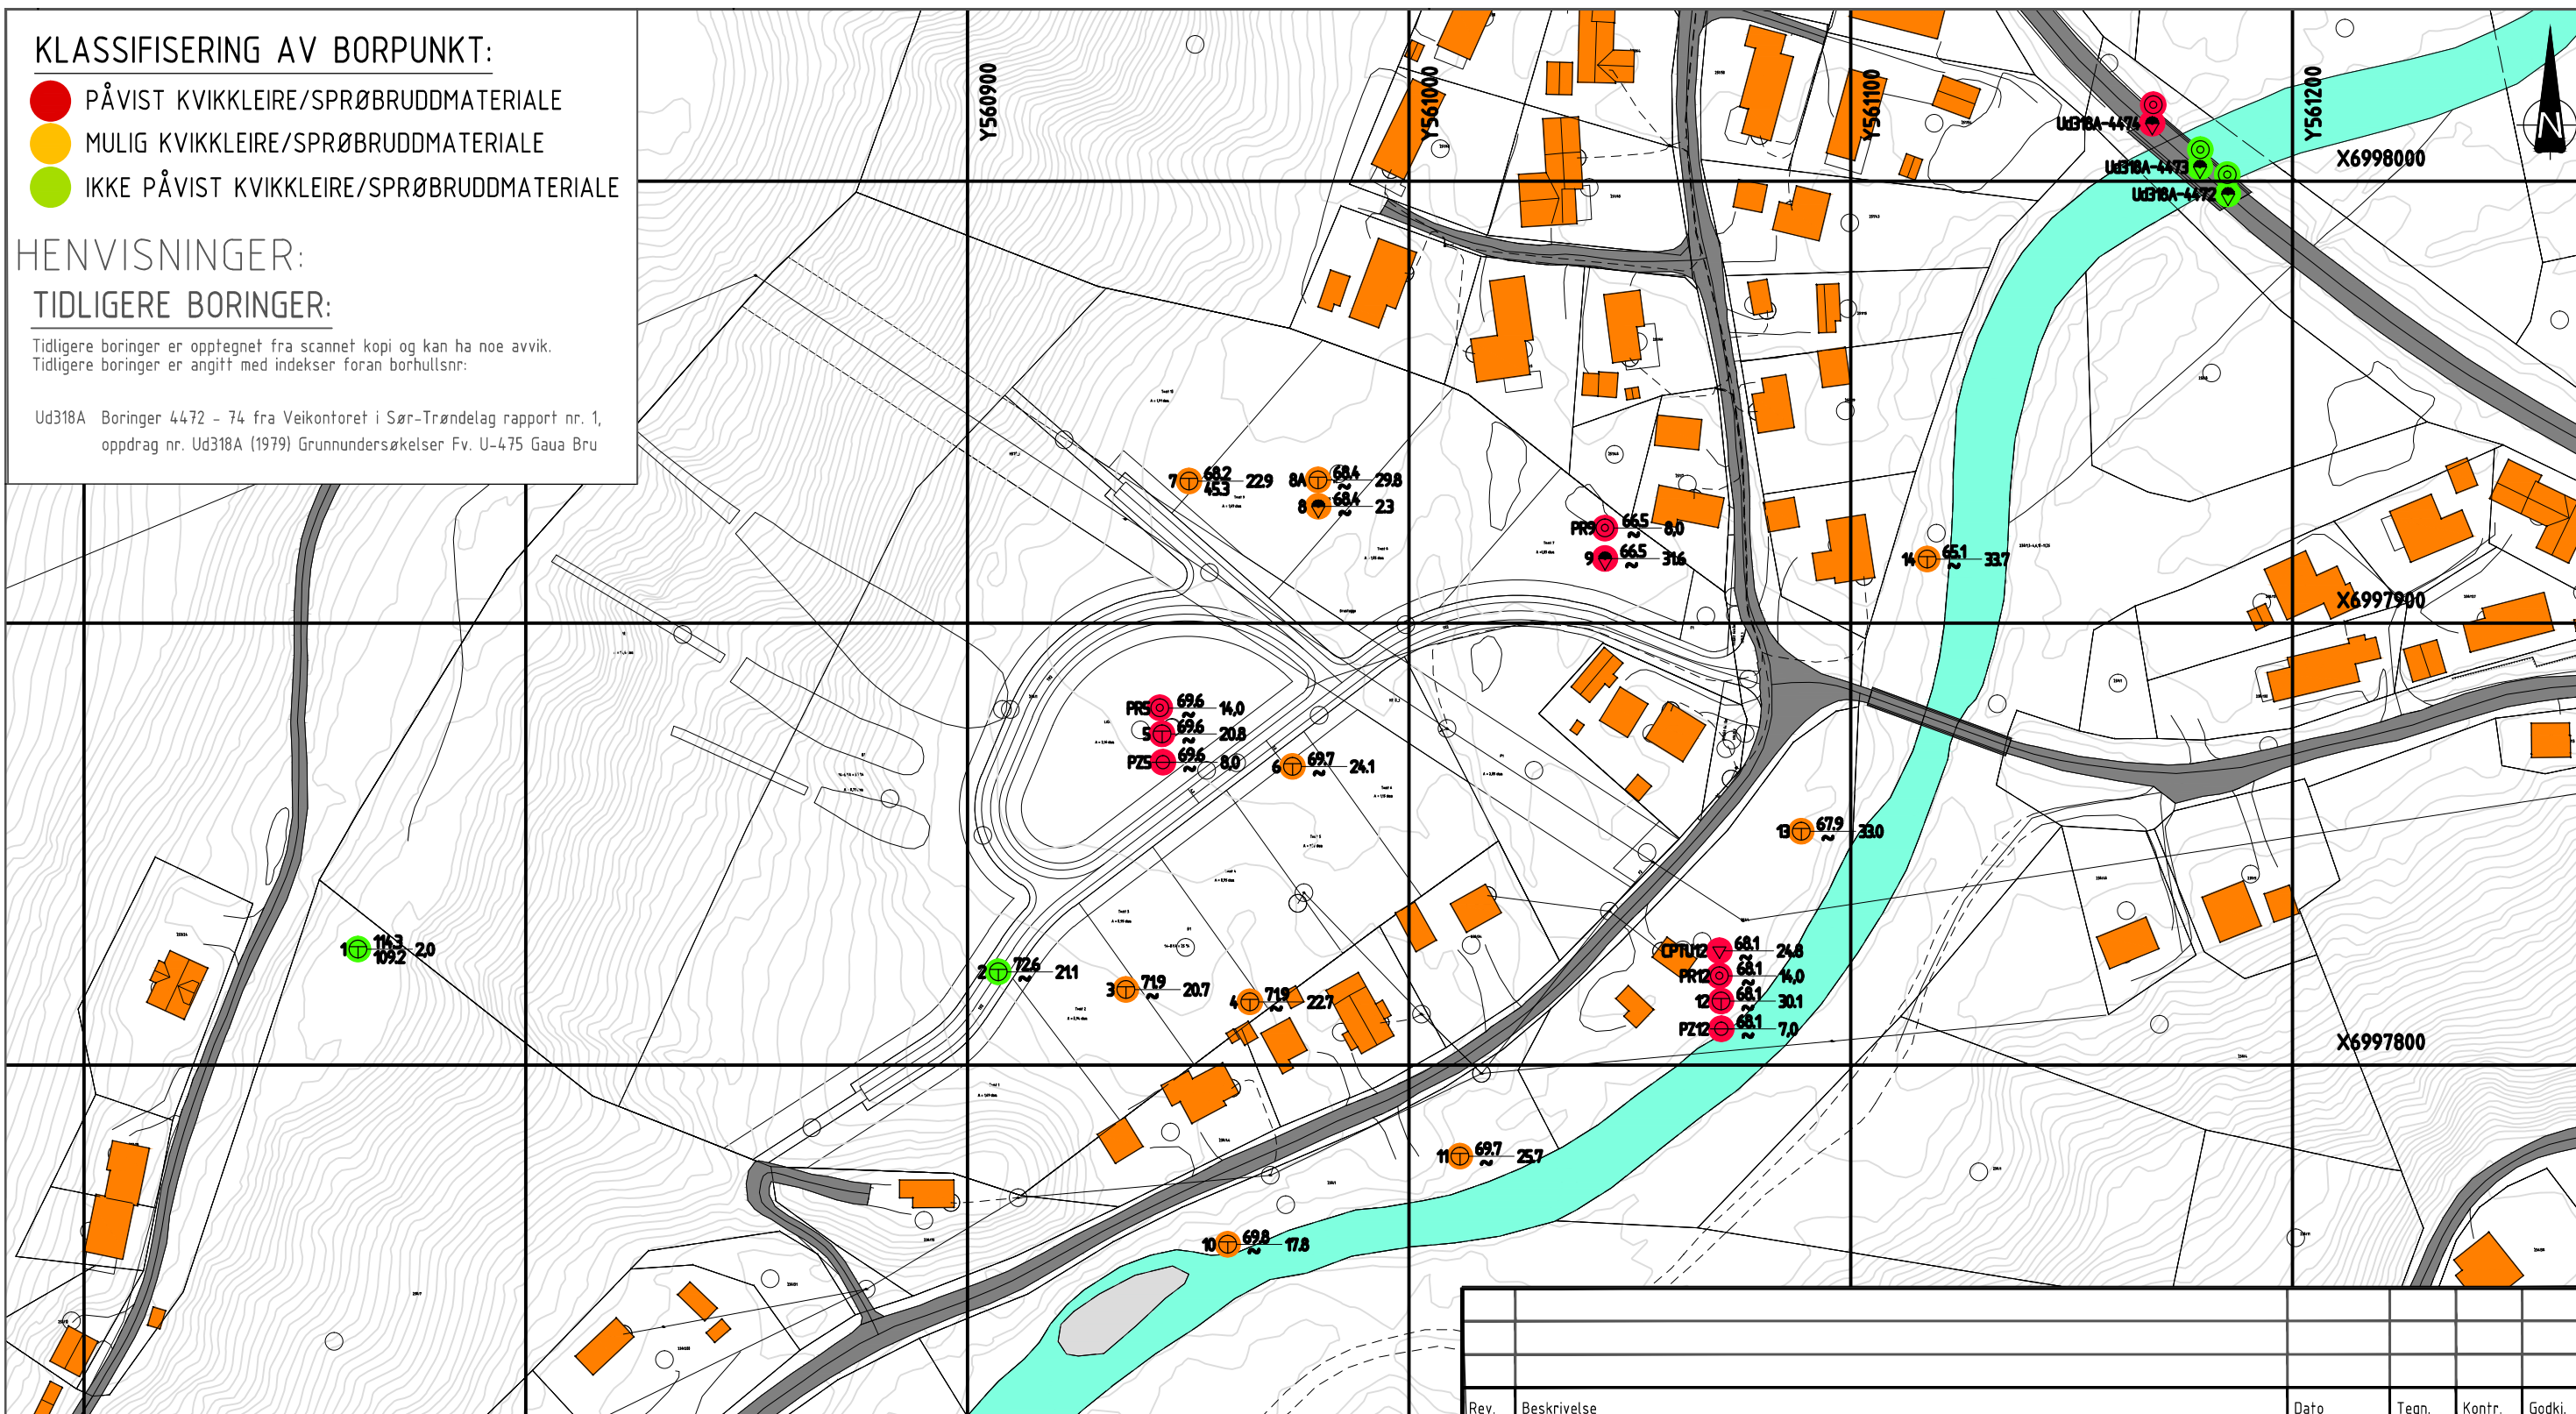 KLASSIFISERING AV BORPUNKT:
PÅVIST KVIKKLEIRE/SPRØBRUDDMATERIALE
MULIG KVIKKLEIRE/SPRØBRUDDMATERIALE
IKKE PÅVIST KVIKKLEIRE/SPRØBRUDDMATERIALE
HENVISNINGER:
TIDLIGERE BORINGER:
Tidligere boringer er opptegnet fra scannet kopi og kan ha noe avvik.
Tidligere boringer er angitt med indekser foran borhullsnr:
Ud318A Boringer 4472 - 74 fra Veikontoret i Sør-Trøndelag rapport nr. 1,
oppdrag nr. Ud318A (1979) Grunnundersøkelser Fv. U-475 Gaua Bru
Y560900
Y561000
Y561100
Y561200
N
X6998000
X6997900
X6997800
Ud318A-4474
Ud318A-4473
Ud318A-4472
7 68.2 45.3 22.9
8A 68.4 ~ 29.8
8 68.4 ~ 2.3
PR9 66.5 ~ 8,0
9 66.5 ~ 31.6
14 65.1 ~ 33.7
PR5 69.6 ~ 14,0
5 69.6 ~ 20.8
PZ5 69.6 ~ 8,0
6 69.7 ~ 24.1
13 67.9 ~ 33.0
1 114.3 109.2 2,0
2 72.6 ~ 21.1
3 71.9 ~ 20.7
4 71.9 ~ 22.7
CPTU12 68.1 ~ 24.8
PR12 68.1 ~ 14,0
12 68.1 ~ 30.1
PZ12 68.1 ~ 7,0
11 69.7 ~ 25.7
10 69.8 ~ 17.8
Rev. Beskrivelse Dato Tegn. Kontr. Godkj.